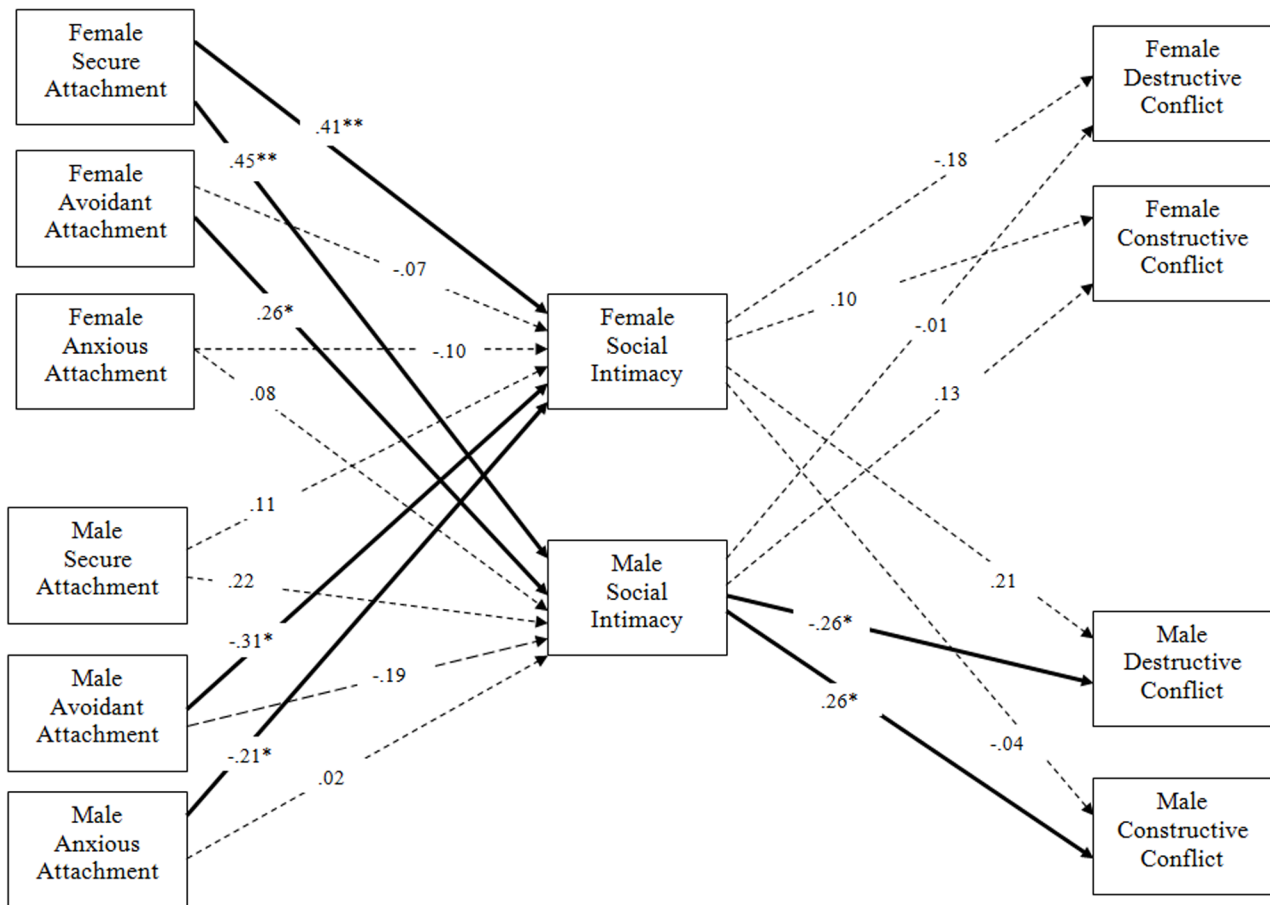 Female
Secure
Attachment
Female
Avoidant
Attachment
Female
Anxious
Attachment
Male
Secure
Attachment
Male
Avoidant
Attachment
Male
Anxious
Attachment
.41**
.45**
-.07
.26*
-.10
.08
.11
.22
-.31*
-.19
-.21*
.02
Female
Social
Intimacy
Male
Social
Intimacy
-.18
.10
-.01
.13
.21
-.26*
.26*
-.04
Female
Destructive
Conflict
Female
Constructive
Conflict
Male
Destructive
Conflict
Male
Constructive
Conflict